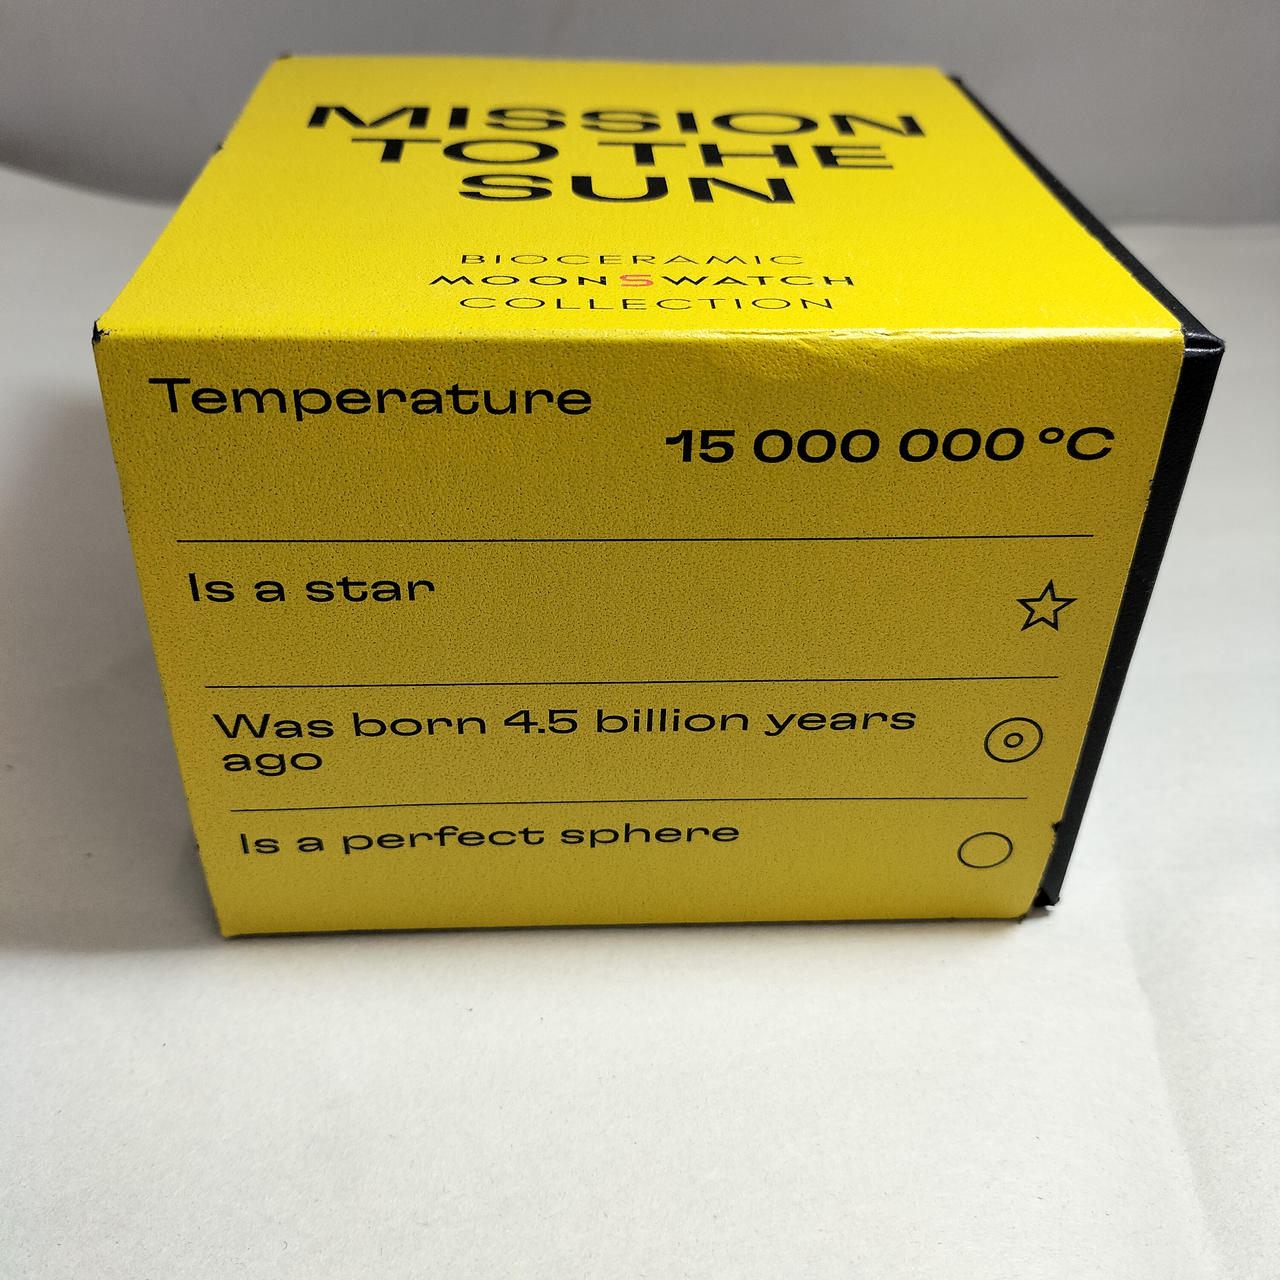 MISSION
TO THE
SUN
BIOCERAMIC
MOONSWATCH
COLLECTION
Temperature
15 000 000 °C
Is a star
Was born 4.5 billion years
ago
Is a perfect sphere